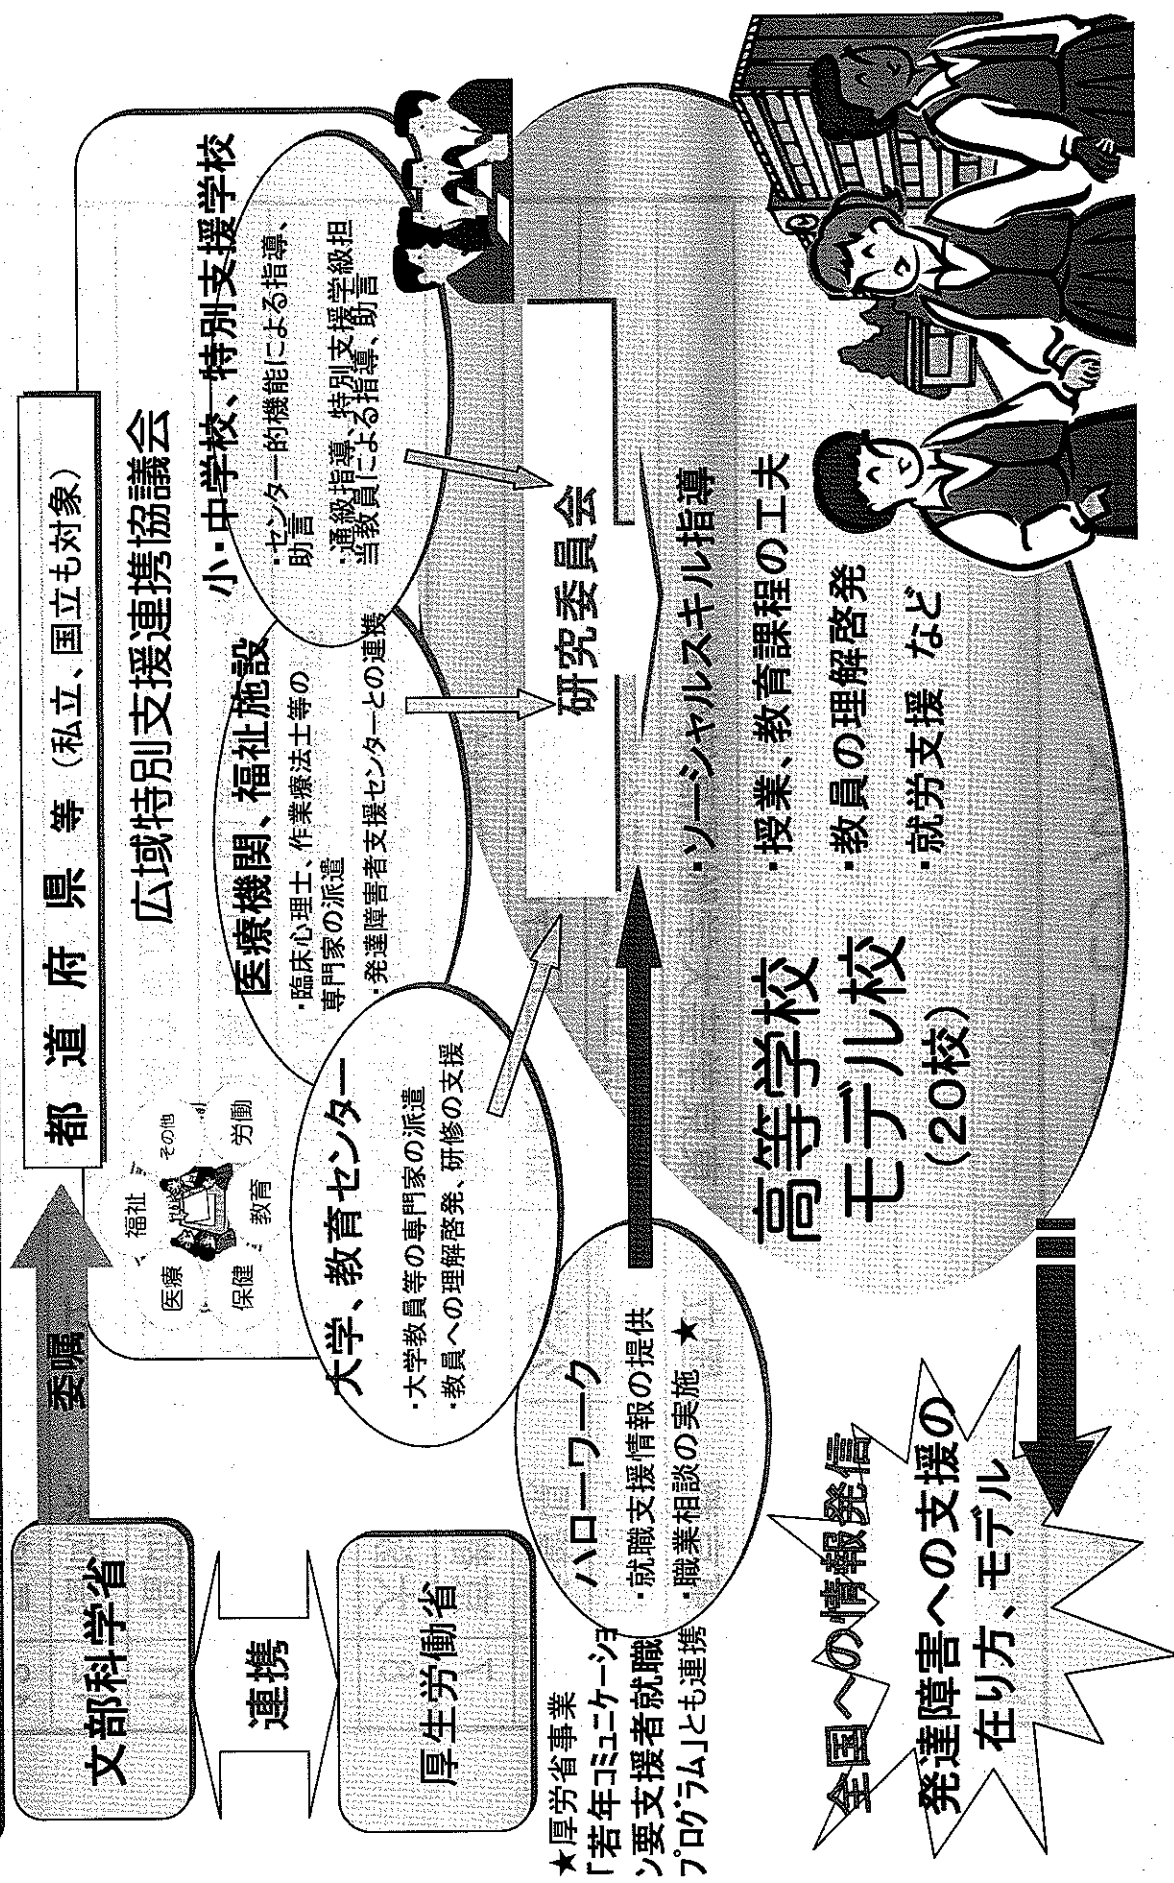 文部科学省
委嘱
都 道 府 県 等 (私立、国立も対象)
連携
厚生労働省
福祉
その他
医療
労働
保健
教育
広域特別支援連携協議会
大学、教育センター
・大学教員等の専門家の派遣
・教員への理解啓発、研修の支援
医療機関、福祉施設
・臨床心理士、作業療法士等の
専門家の派遣
・発達障害者支援センターとの連携
小・中学校、特別支援学校
・センター的機能による指導、
助言
・通級指導、特別支援学級担
当教員による指導、助言
★厚労省事業
「若年コミュニケーショ
ン要支援者就職
プログラム」とも連携
ハローワーク
・就職支援情報の提供
・職業相談の実施 ★
研究委員会
高等学校
モデル校
(20校)
・ソーシャルスキル指導
・授業、教育課程の工夫
・教員の理解啓発
・就労支援 など
全国への情報発信
発達障害への支援の
在り方、モデル